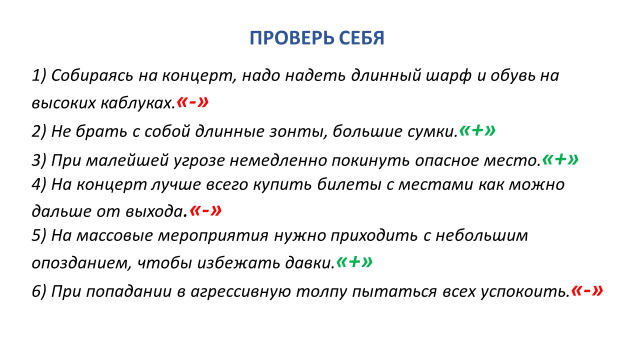 ПРОВЕРЬ СЕБЯ
1) Собираясь на концерт, надо надеть длинный шарф и обувь на
высоких каблуках.«-»
2) Не брать с собой длинные зонты, большие сумки.«+»
3) При малейшей угрозе немедленно покинуть опасное место.«+»
4) На концерт лучше всего купить билеты с местами как можно
дальше от выхода.«-»
5) На массовые мероприятия нужно приходить с небольшим
опозданием, чтобы избежать давки.«+»
6) При попадании в агрессивную толпу пытаться всех успокоить.«-»